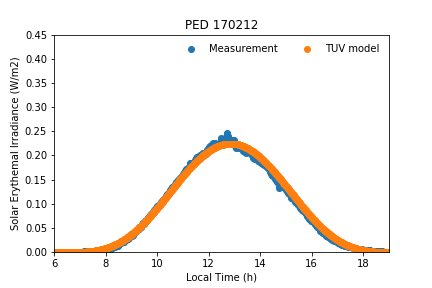 PED 170212
Measurement
TUV model
Solar Erythemal Irradiance (W/m2)
0.45
0.40
0.35
0.30
0.25
0.20
0.15
0.10
0.05
0.00
6 8 10 12 14 16 18
Local Time (h)